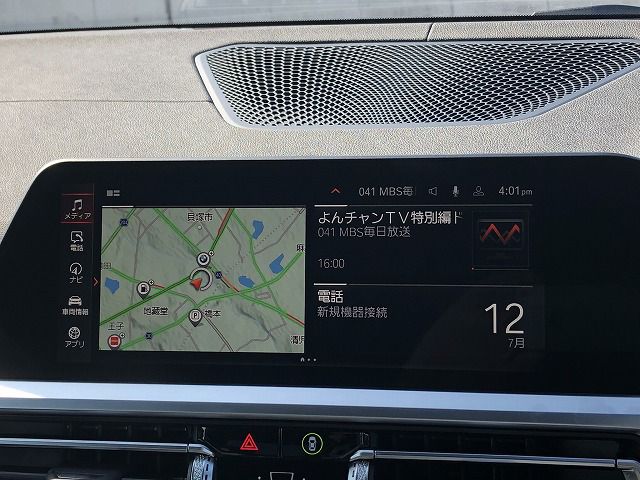 041 MBS毎
4:01pm
メディア
電話
ナビ
車両情報
アプリ
貝塚市
地蔵堂
橋本
王子
P
よんチャンTV特別編ド
041 MBS毎日放送
16:00
電話
新規機器接続
12
7月